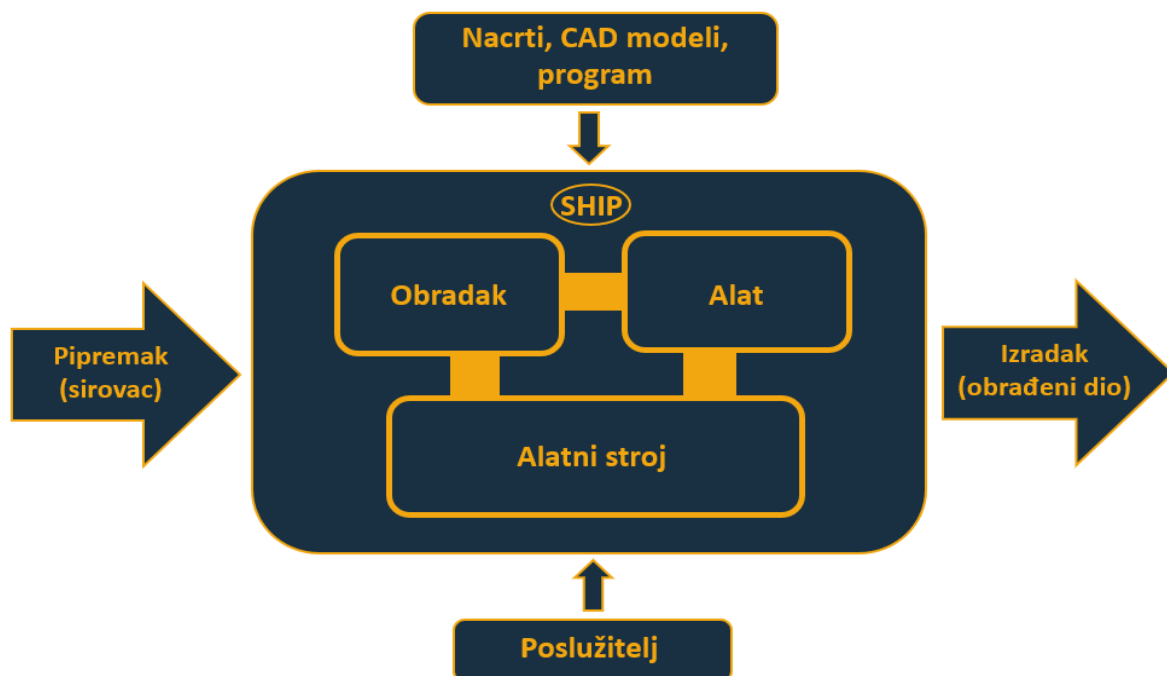 Nacrti, CAD modeli,
program
SHIP
Obradak
Alat
Pipremak
(sirovac)
Izradak
(obrađeni dio)
Alatni stroj
Poslužitelj